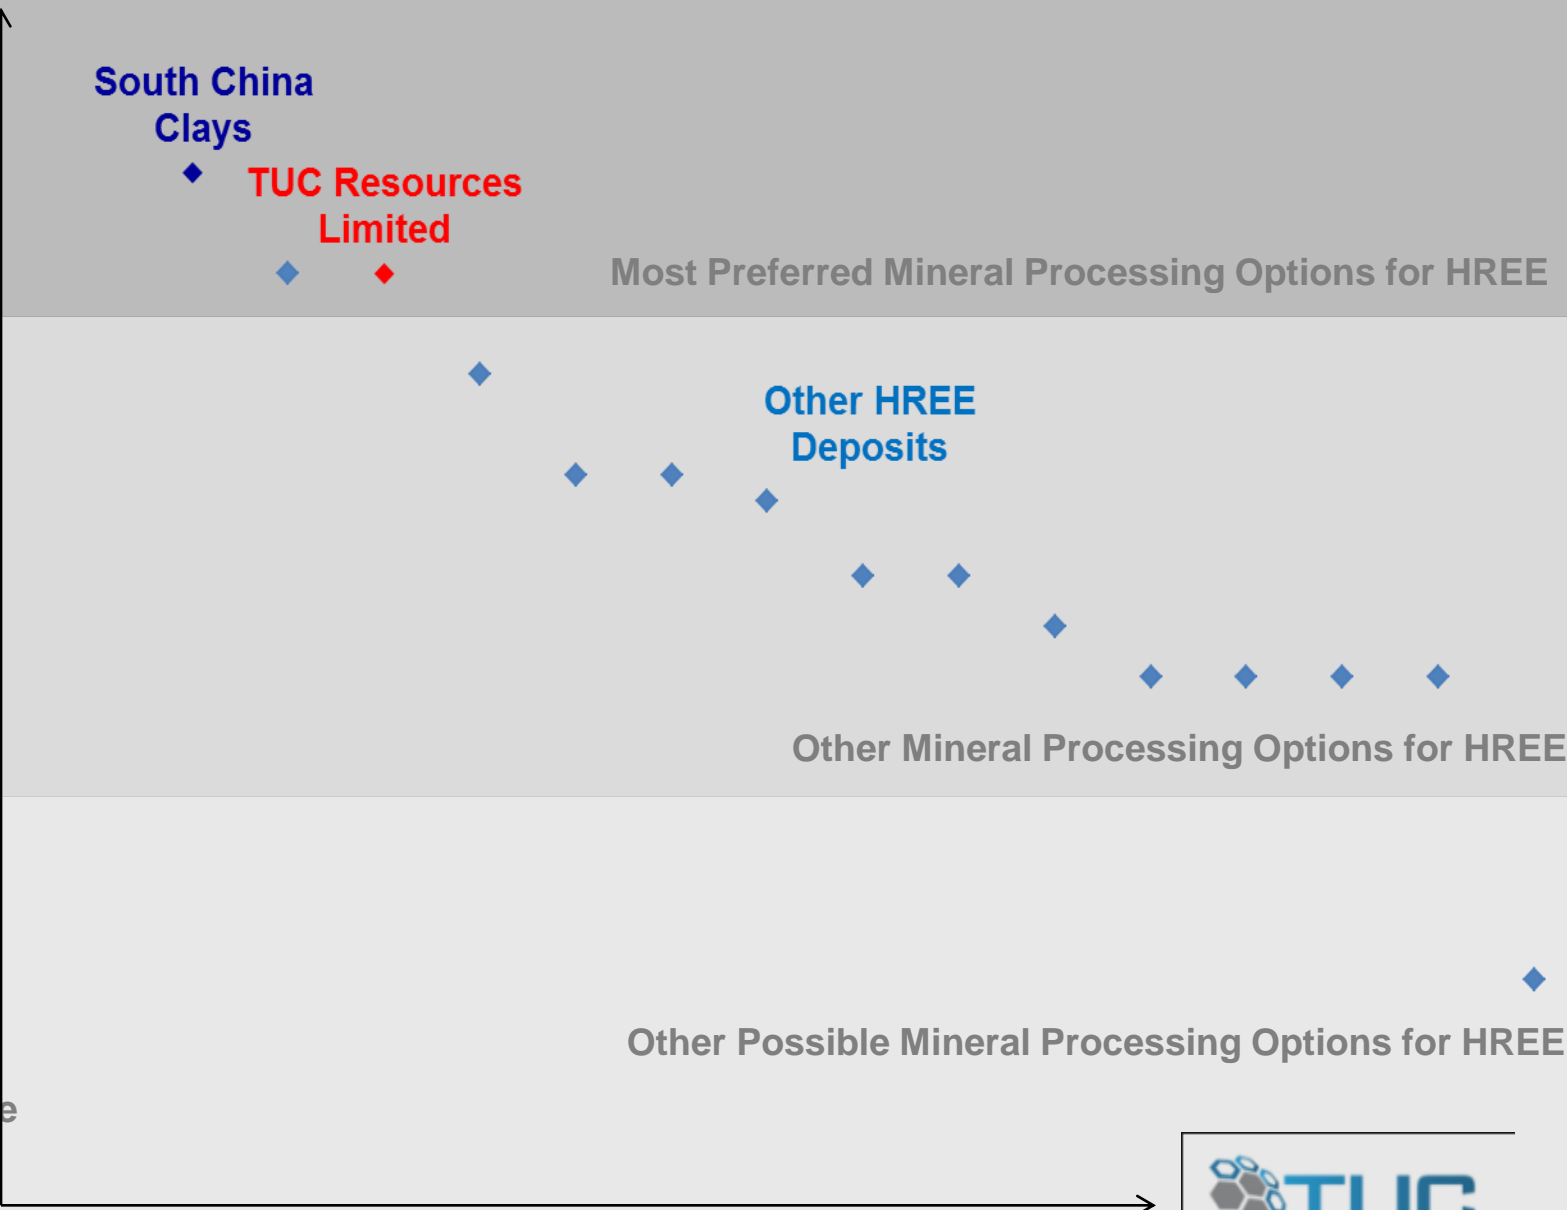 South China
Clays
TUC Resources
Limited
Most Preferred Mineral Processing Options for HREE
Other HREE
Deposits
Other Mineral Processing Options for HREE
Other Possible Mineral Processing Options for HREE
e
TUC